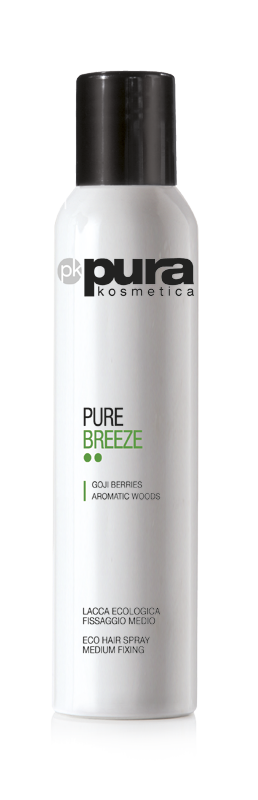 pk pura
kosmetica
PURE
BREEZE
GOJI BERRIES
AROMATIC WOODS
LACCA ECOLOGICA
FISSAGGIO MEDIO
ECO HAIR SPRAY
MEDIUM FIXING